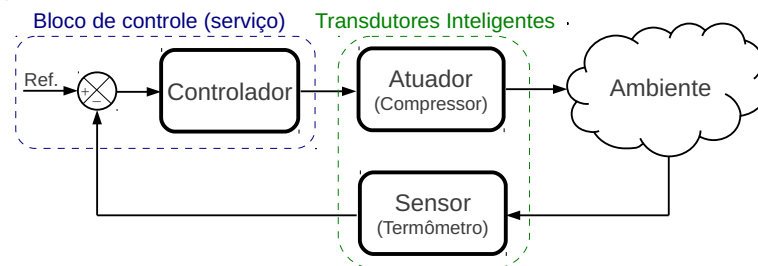 Bloco de controle (serviço)
Transdutores Inteligentes
Ref.
+
−
Controlador
Atuador
(Compressor)
Ambiente
Sensor
(Termômetro)